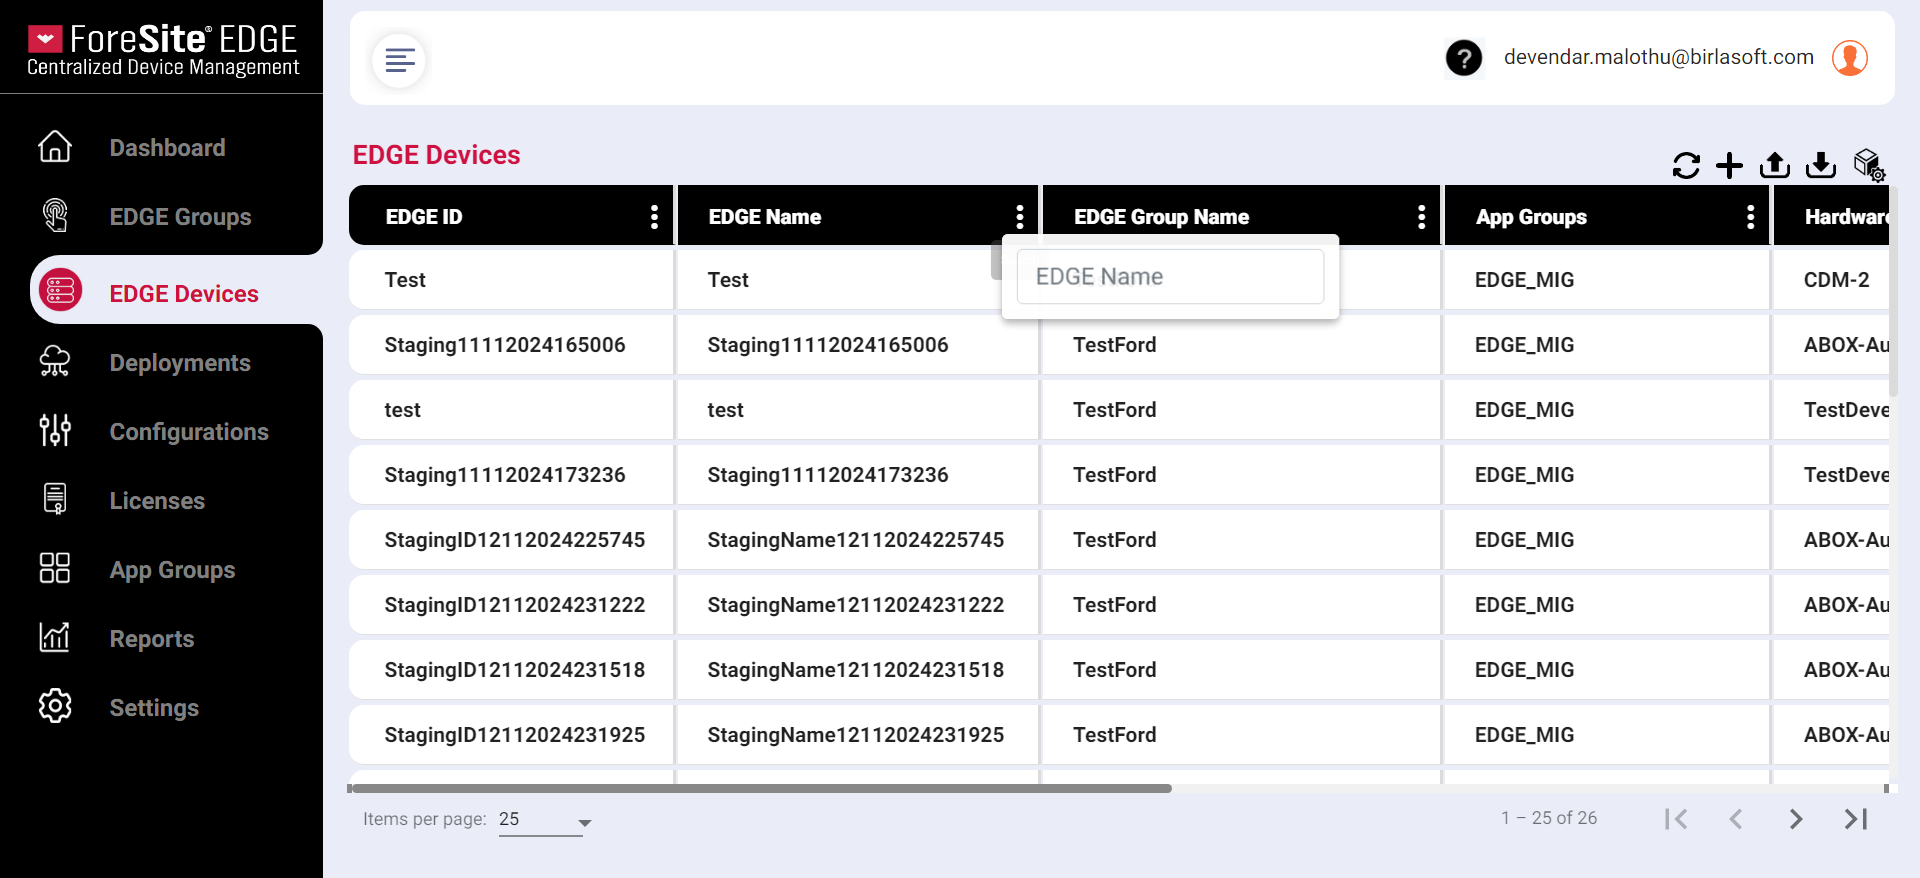 ForeSite® EDGE
Centralized Device Management
? devendar.malothu@birlasoft.com
Dashboard
EDGE Groups
EDGE Devices
Deployments
Configurations
Licenses
App Groups
Reports
Settings
EDGE Devices
EDGE ID EDGE Name EDGE Group Name App Groups Hardware
Test Test EDGE_MIG CDM-2
EDGE Name
Staging11112024165006 Staging11112024165006 TestFord EDGE_MIG ABOX-Au
test test TestFord EDGE_MIG TestDeve
Staging11112024173236 Staging11112024173236 TestFord EDGE_MIG TestDeve
StagingID12112024225745 StagingName12112024225745 TestFord EDGE_MIG ABOX-Au
StagingID12112024231222 StagingName12112024231222 TestFord EDGE_MIG ABOX-Au
StagingID12112024231518 StagingName12112024231518 TestFord EDGE_MIG ABOX-Au
StagingID12112024231925 StagingName12112024231925 TestFord EDGE_MIG ABOX-Au
Items per page: 25 1 – 25 of 26